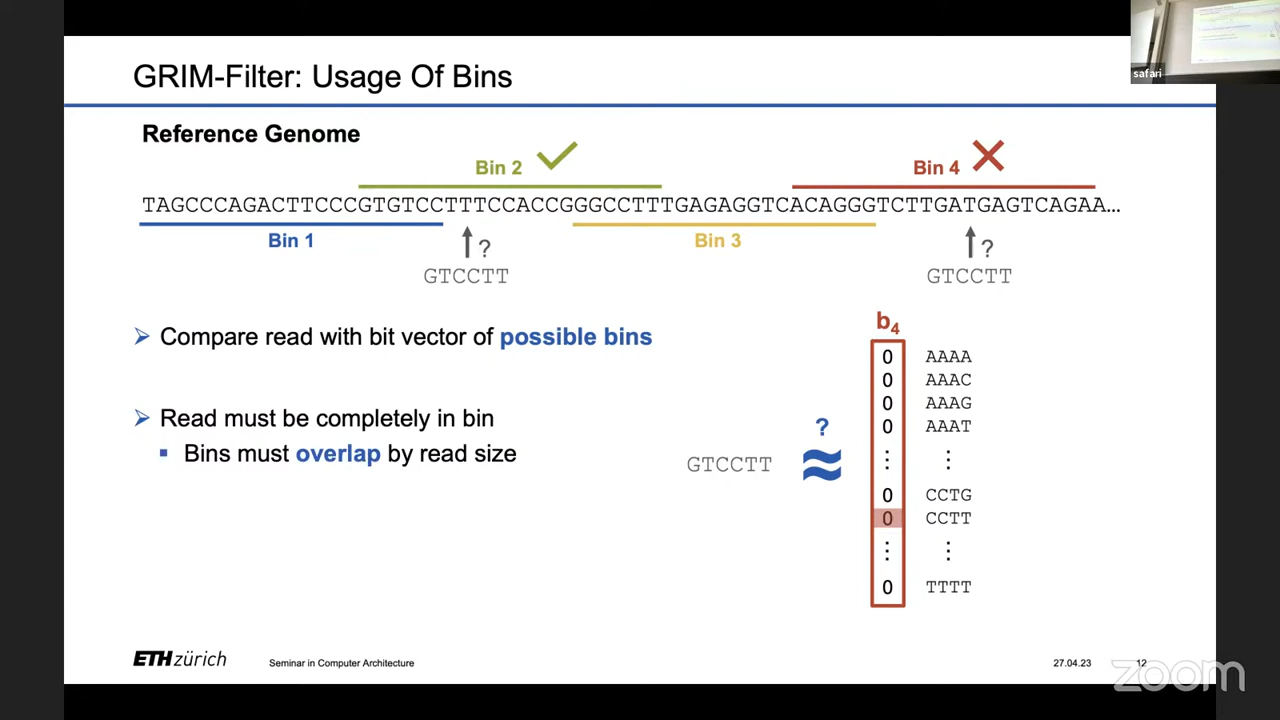 safari
GRIM-Filter: Usage Of Bins
Reference Genome
Bin 2
Bin 4
TAGCCCAGACTTCCCGTGTCCTTTCCACCGGGCCTTTGAGAGGTCACAGGGTCTTGATGAGTCAGAA...
Bin 1
Bin 3
?
?
GTCCTT
GTCCTT
➢ Compare read with bit vector of possible bins
➢ Read must be completely in bin
▪ Bins must overlap by read size
b4
0 AAAA
0 AAAC
0 AAAG
0 AAAT
⋮ ⋮
?
GTCCTT ≈
0 CCTG
0 CCTT
⋮ ⋮
0 TTTT
ETH zürich
Seminar in Computer Architecture
27.04.23
12
zoom